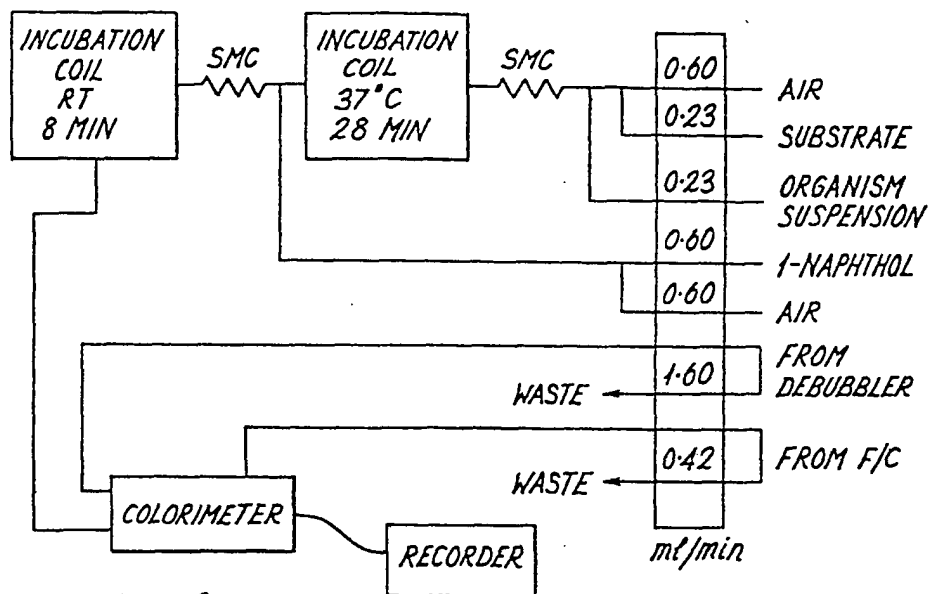 INCUBATION
COIL
RT
8 MIN
SMC
INCUBATION
COIL
37°C
28 MIN
SMC
0·60
AIR
0·23
SUBSTRATE
0·23
ORGANISM
SUSPENSION
0·60
1-NAPHTHOL
0·60
AIR
FROM
DEBUBBLER
1·60
WASTE
0·42
FROM F/C
WASTE
COLORIMETER
RECORDER
ml/min